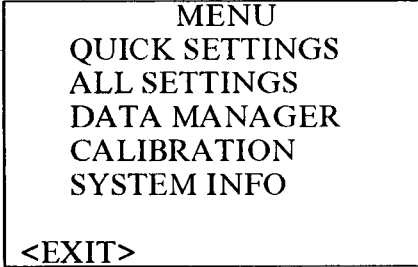 MENU
QUICK SETTINGS
ALL SETTINGS
DATA MANAGER
CALIBRATION
SYSTEM INFO
<EXIT>